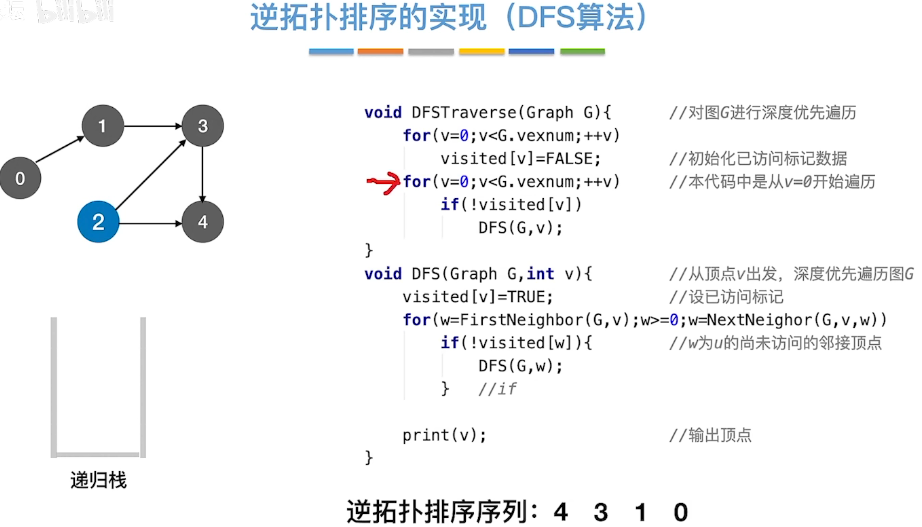 逆拓扑排序的实现（DFS算法）
void DFSTraverse(Graph G){ //对图G进行深度优先遍历
for(v=0;v<G.vexnum;++v)
visited[v]=FALSE; //初始化已访问标记数据
for(v=0;v<G.vexnum;++v) //本代码中是从v=0开始遍历
if(!visited[v])
DFS(G,v);
}
void DFS(Graph G,int v){ //从顶点v出发，深度优先遍历图G
visited[v]=TRUE; //设已访问标记
for(w=FirstNeighbor(G,v);w>=0;w=NextNeighor(G,v,w))
if(!visited[w]){ //w为u的尚未访问的邻接顶点
DFS(G,w);
} //if
print(v); //输出顶点
}
1 3
0
2 4
递归栈
逆拓扑排序序列：4 3 1 0